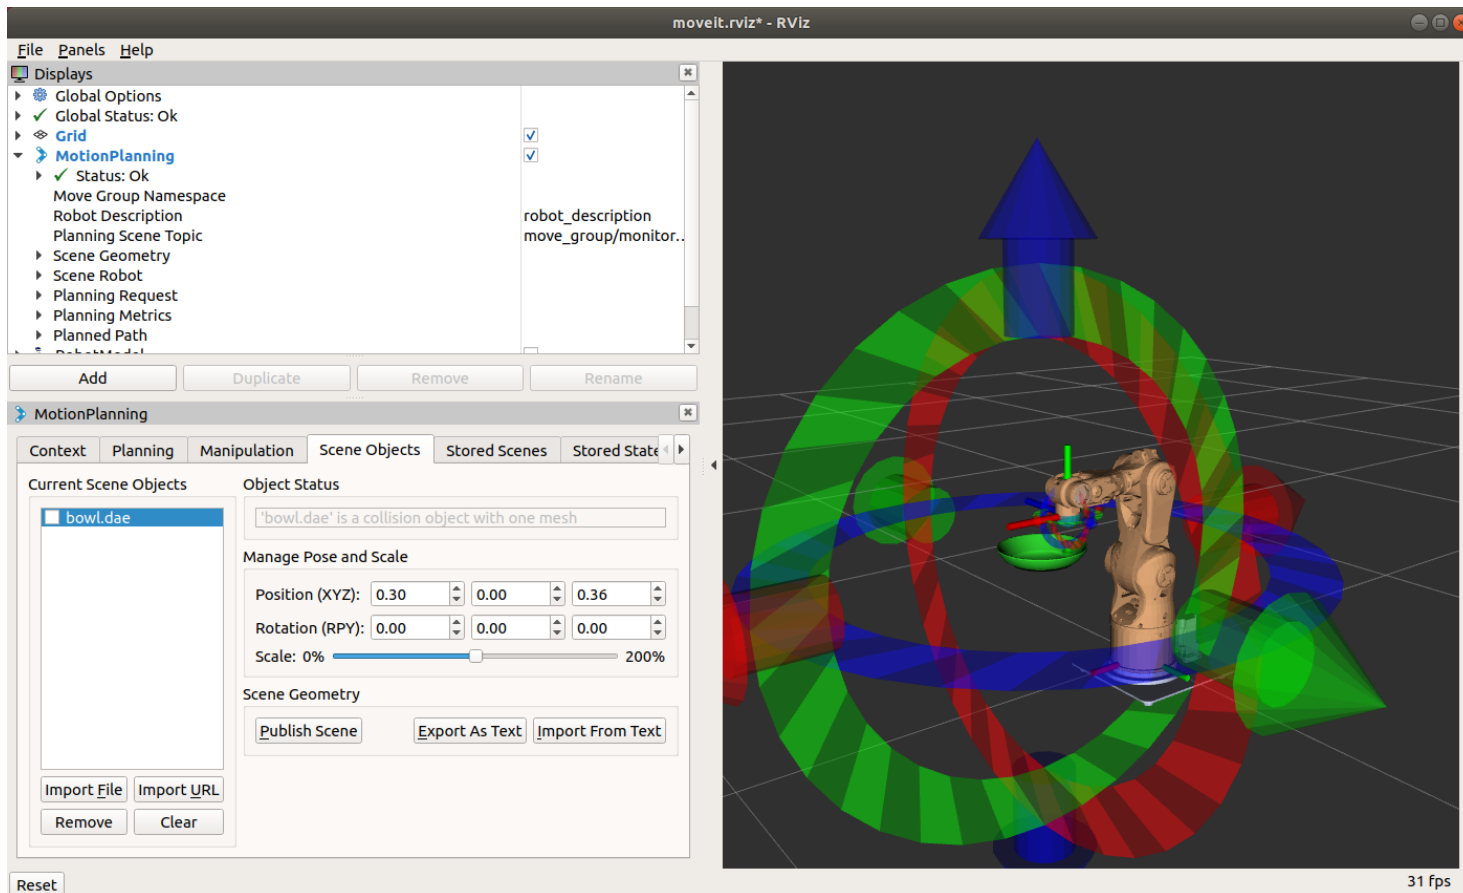 moveit.rviz* - RViz
File Panels Help
Displays
Global Options
Global Status: Ok
Grid
MotionPlanning
Status: Ok
Move Group Namespace
Robot Description robot_description
Planning Scene Topic move_group/monitor..
Scene Geometry
Scene Robot
Planning Request
Planning Metrics
Planned Path
Add Duplicate Remove Rename
MotionPlanning
Context Planning Manipulation Scene Objects Stored Scenes Stored State
Current Scene Objects
bowl.dae
Import File Import URL
Remove Clear
Object Status
'bowl.dae' is a collision object with one mesh
Manage Pose and Scale
Position (XYZ): 0.30 0.00 0.36
Rotation (RPY): 0.00 0.00 0.00
Scale: 0% 200%
Scene Geometry
Publish Scene Export As Text Import From Text
Reset
31 fps